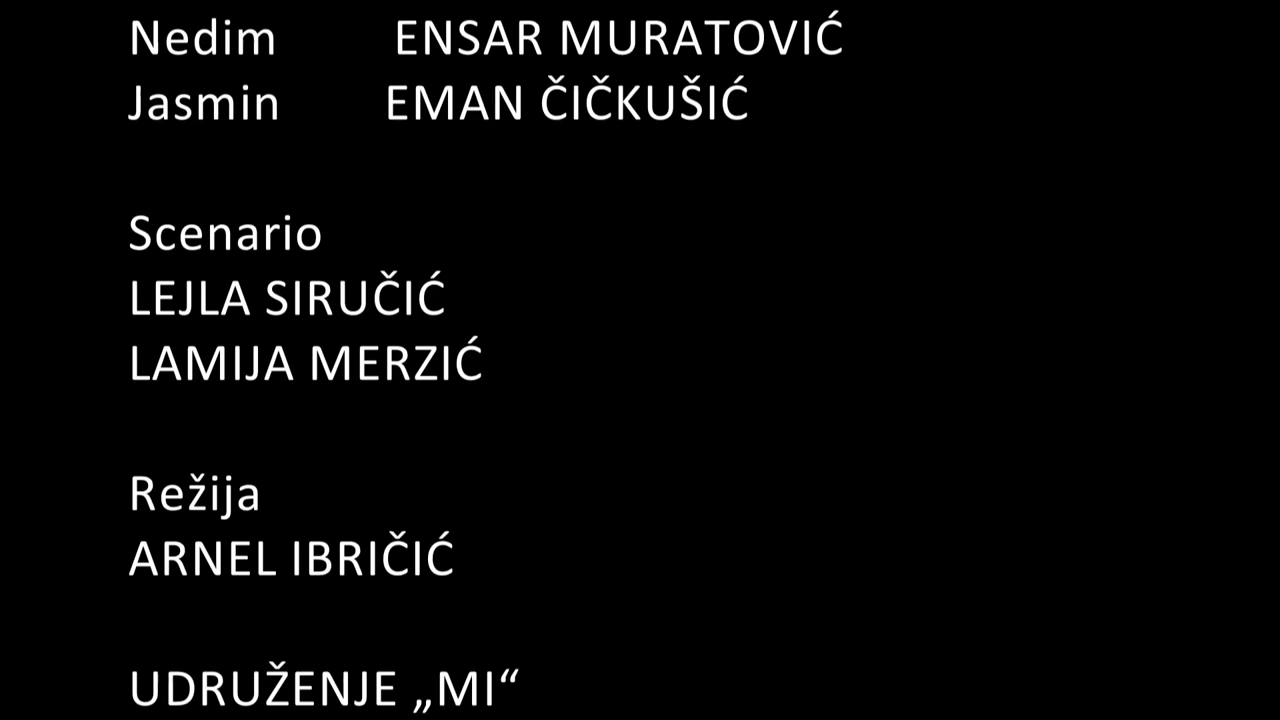 Nedim ENSAR MURATOVIĆ
Jasmin EMAN ČIČKUŠIĆ
Scenario
LEJLA SIRUČIĆ
LAMIJA MERZIĆ
Režija
ARNEL IBRIČIĆ
UDRUŽENJE „MI“